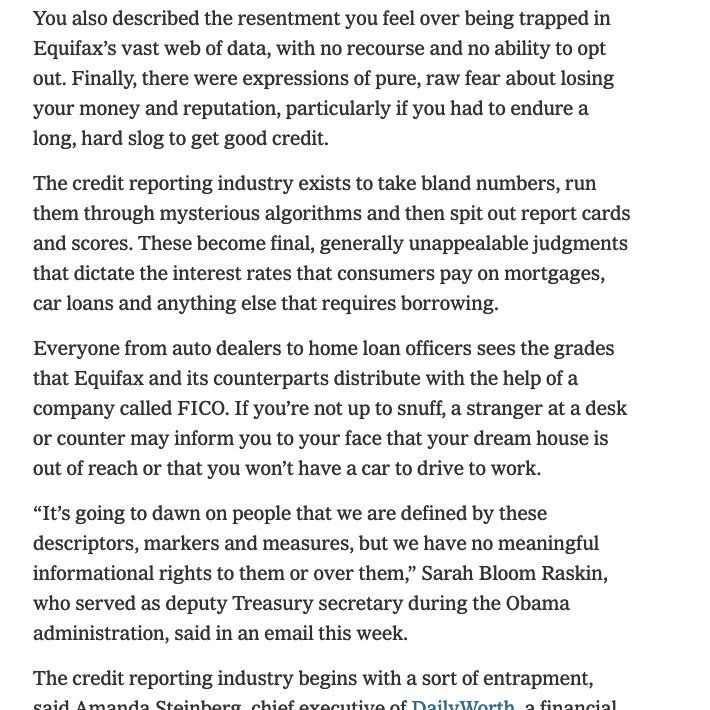 You also described the resentment you feel over being trapped in
Equifax’s vast web of data, with no recourse and no ability to opt
out. Finally, there were expressions of pure, raw fear about losing
your money and reputation, particularly if you had to endure a
long, hard slog to get good credit.
The credit reporting industry exists to take bland numbers, run
them through mysterious algorithms and then spit out report cards
and scores. These become final, generally unappealable judgments
that dictate the interest rates that consumers pay on mortgages,
car loans and anything else that requires borrowing.
Everyone from auto dealers to home loan officers sees the grades
that Equifax and its counterparts distribute with the help of a
company called FICO. If you’re not up to snuff, a stranger at a desk
or counter may inform you to your face that your dream house is
out of reach or that you won’t have a car to drive to work.
“It’s going to dawn on people that we are defined by these
descriptors, markers and measures, but we have no meaningful
informational rights to them or over them,” Sarah Bloom Raskin,
who served as deputy Treasury secretary during the Obama
administration, said in an email this week.
The credit reporting industry begins with a sort of entrapment,
said Amanda Steinberg, chief executive of DailyWorth, a financial